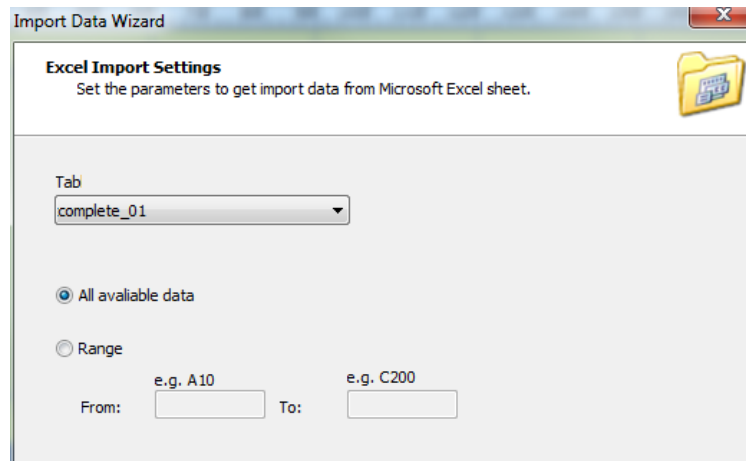 Import Data Wizard
Excel Import Settings
Set the parameters to get import data from Microsoft Excel sheet.
Tab
complete_01
All avaliable data
Range
e.g. A10 e.g. C200
From: To: